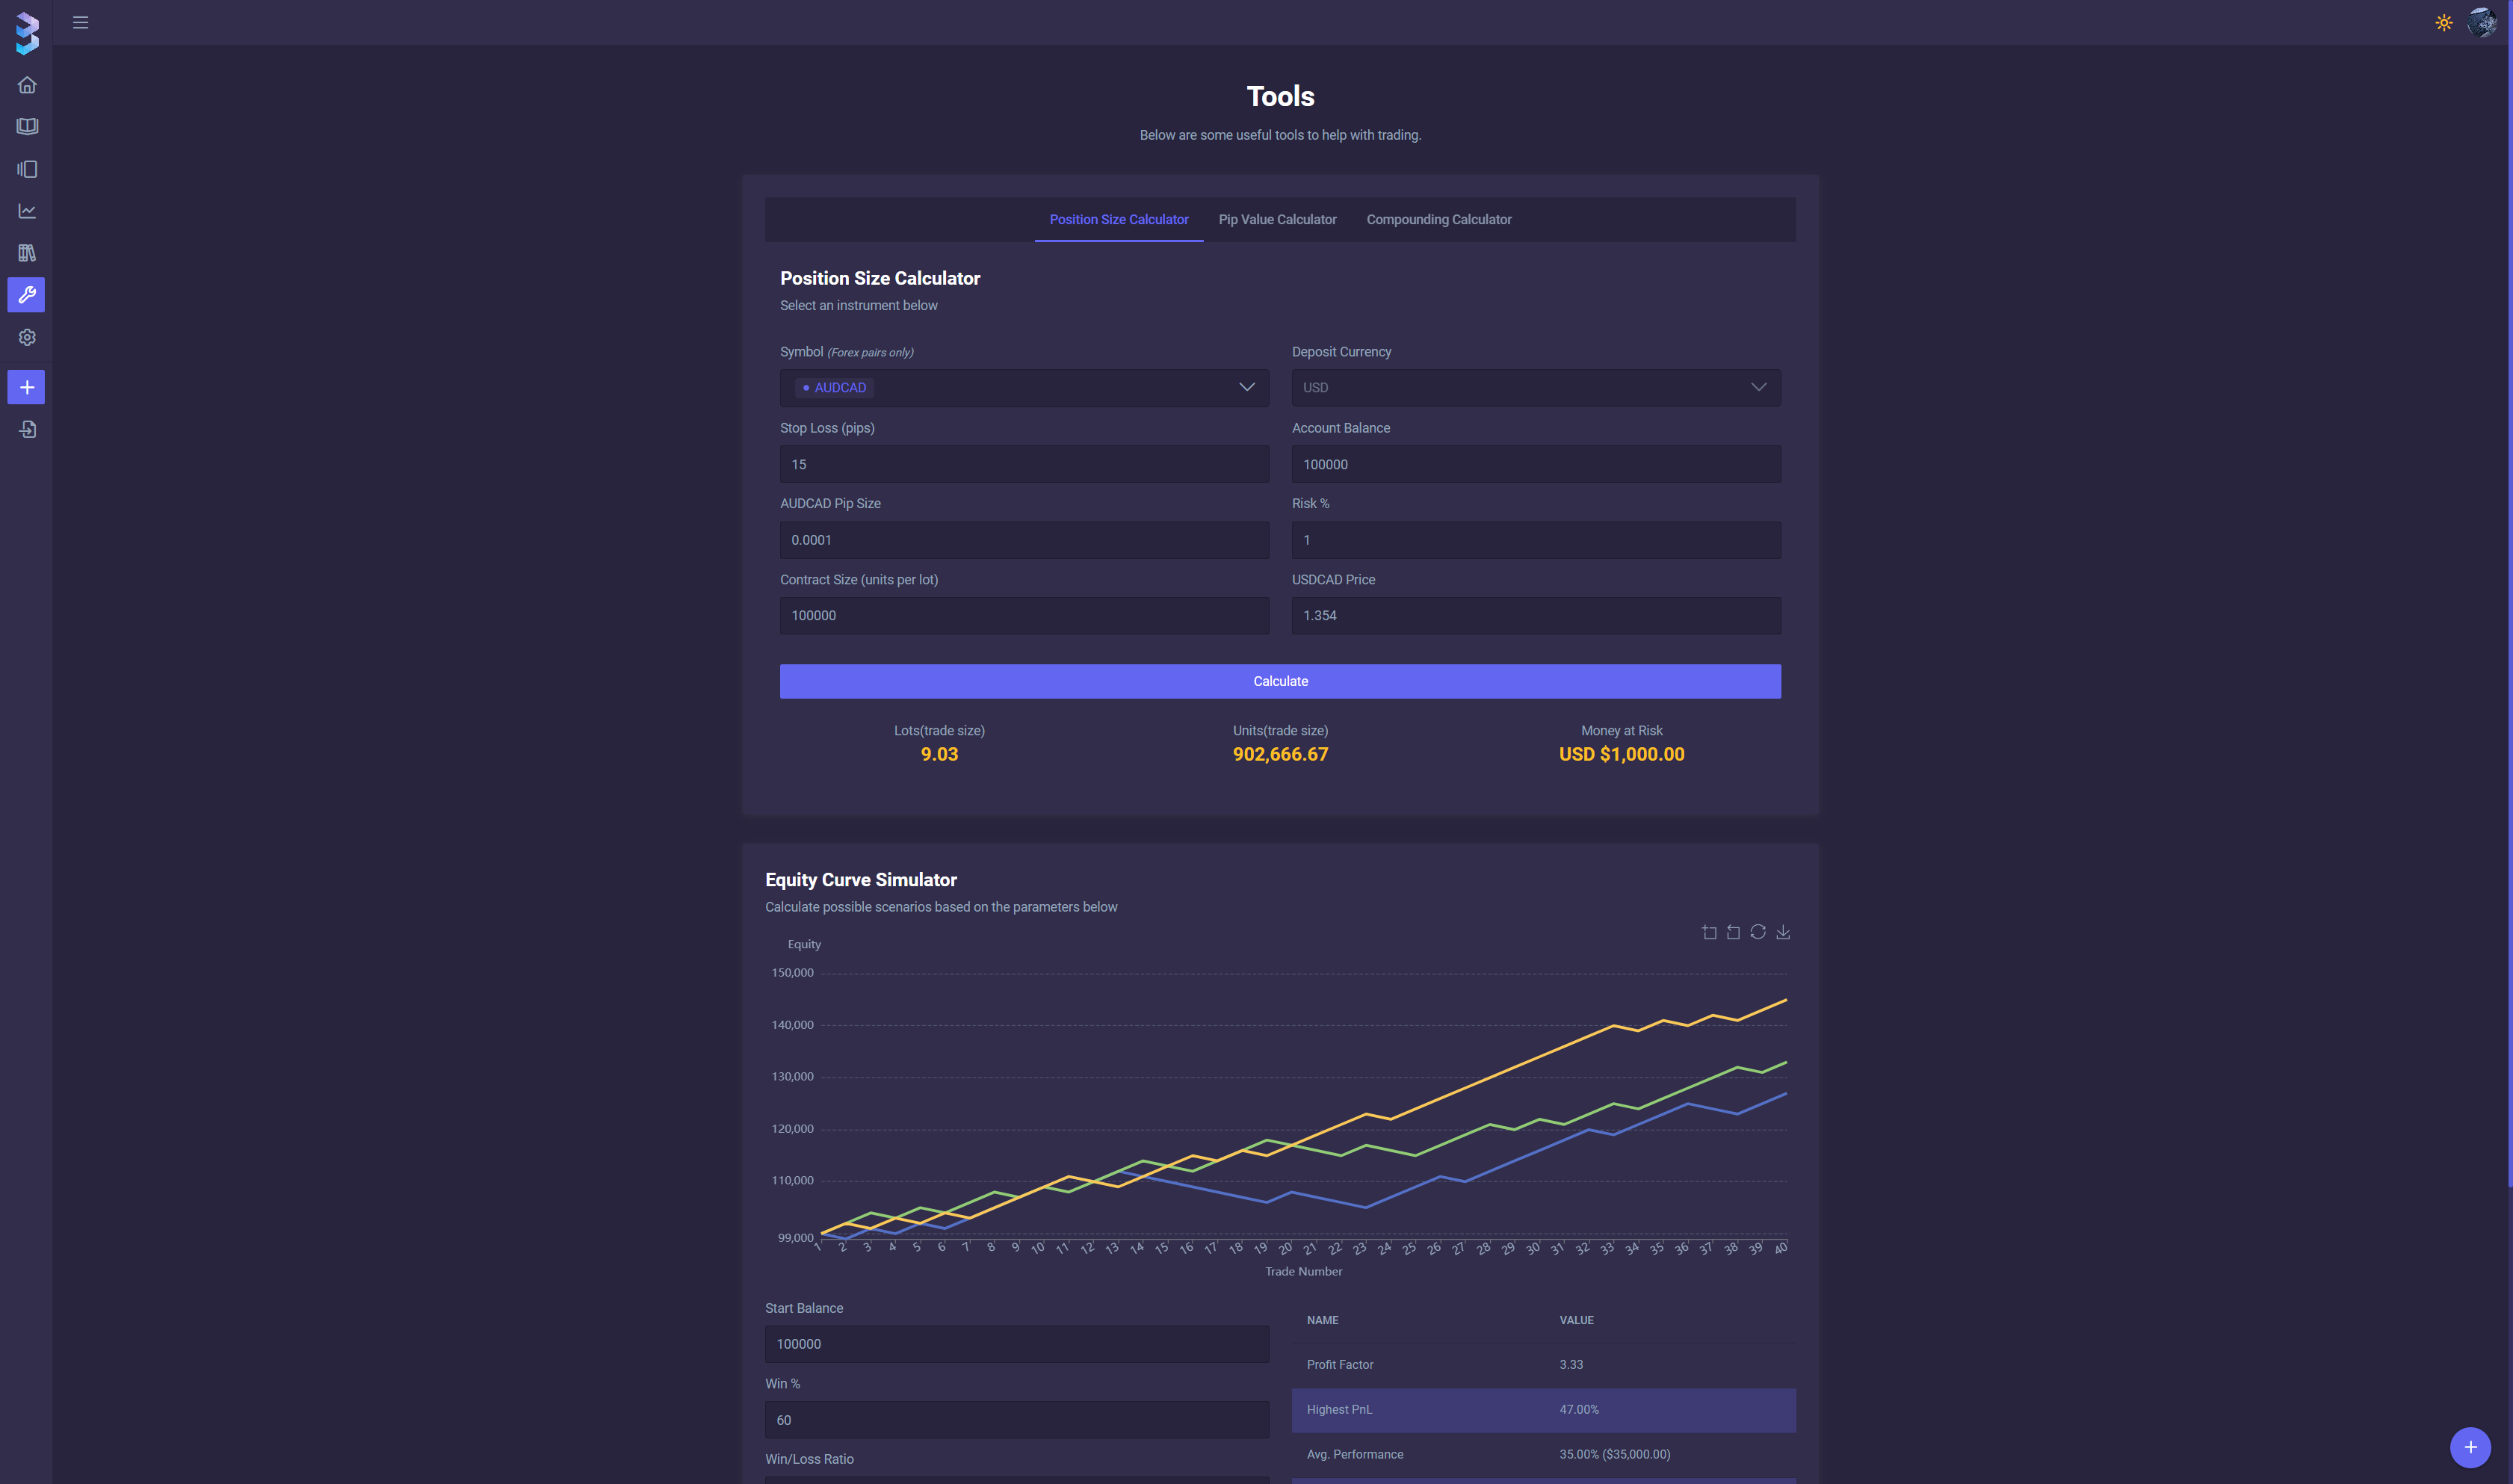 Tools
Below are some useful tools to help with trading.
Position Size Calculator Pip Value Calculator Compounding Calculator
Position Size Calculator
Select an instrument below
Symbol (Forex pairs only) Deposit Currency
AUDCAD USD
Stop Loss (pips) Account Balance
15 100000
AUDCAD Pip Size Risk %
0.0001 1
Contract Size (units per lot) USDCAD Price
100000 1.354
Calculate
Lots(trade size) Units(trade size) Money at Risk
9.03 902,666.67 USD $1,000.00
Equity Curve Simulator
Calculate possible scenarios based on the parameters below
Equity
150,000
140,000
130,000
120,000
110,000
99,000
1 2 3 4 5 6 7 8 9 10 11 12 13 14 15 16 17 18 19 20 21 22 23 24 25 26 27 28 29 30 31 32 33 34 35 36 37 38 39 40
Trade Number
Start Balance
100000
Win %
60
Win/Loss Ratio
NAME VALUE
Profit Factor 3.33
Highest PnL 47.00%
Avg. Performance 35.00% ($35,000.00)